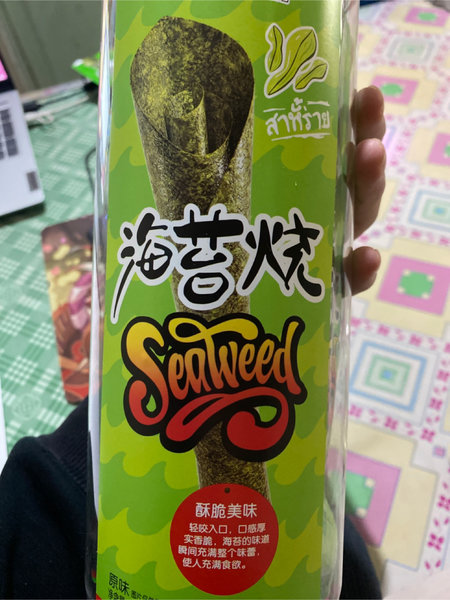 สาหร่าย
海苔烧
Seaweed
酥脆美味
轻咬入口，口感厚
实香脆，海苔的味道
瞬间充满整个味蕾，
使人充满食欲。
原味